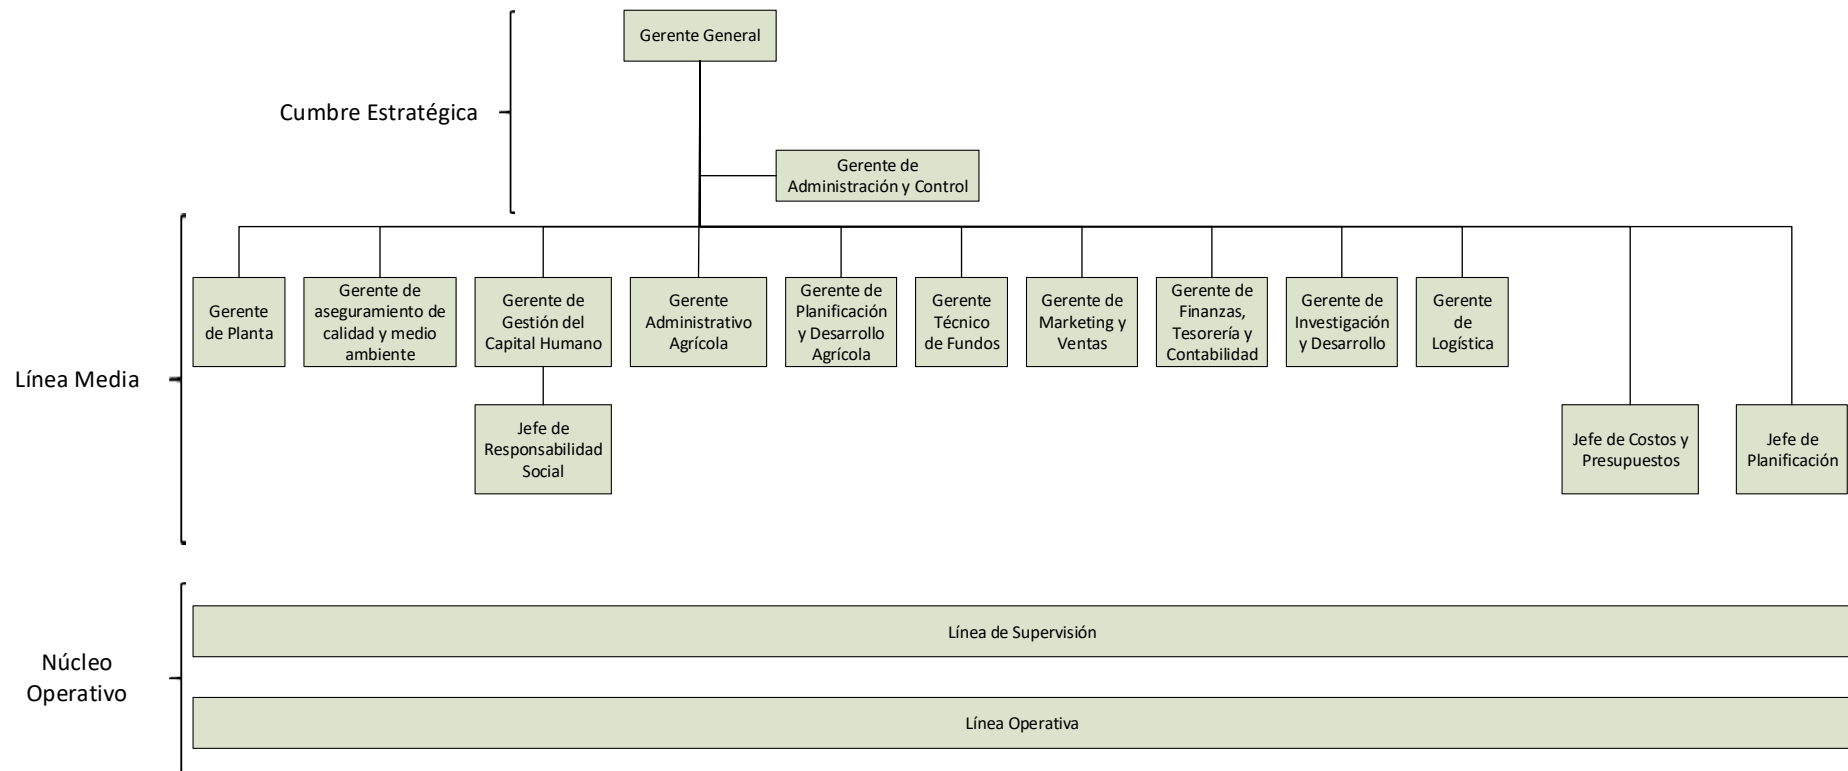 Gerente General
Cumbre Estratégica
Gerente de
Administración y Control
Línea Media
Gerente
de Planta
Gerente de
aseguramiento de
calidad y medio
ambiente
Gerente de
Gestión del
Capital Humano
Gerente
Administrativo
Agrícola
Gerente de
Planificación
y Desarrollo
Agrícola
Gerente
Técnico
de Fundos
Gerente de
Marketing y
Ventas
Gerente de
Finanzas,
Tesorería y
Contabilidad
Gerente de
Investigación
y Desarrollo
Gerente
de
Logística
Jefe de
Responsabilidad
Social
Jefe de Costos y
Presupuestos
Jefe de
Planificación
Núcleo
Operativo
Línea de Supervisión
Línea Operativa